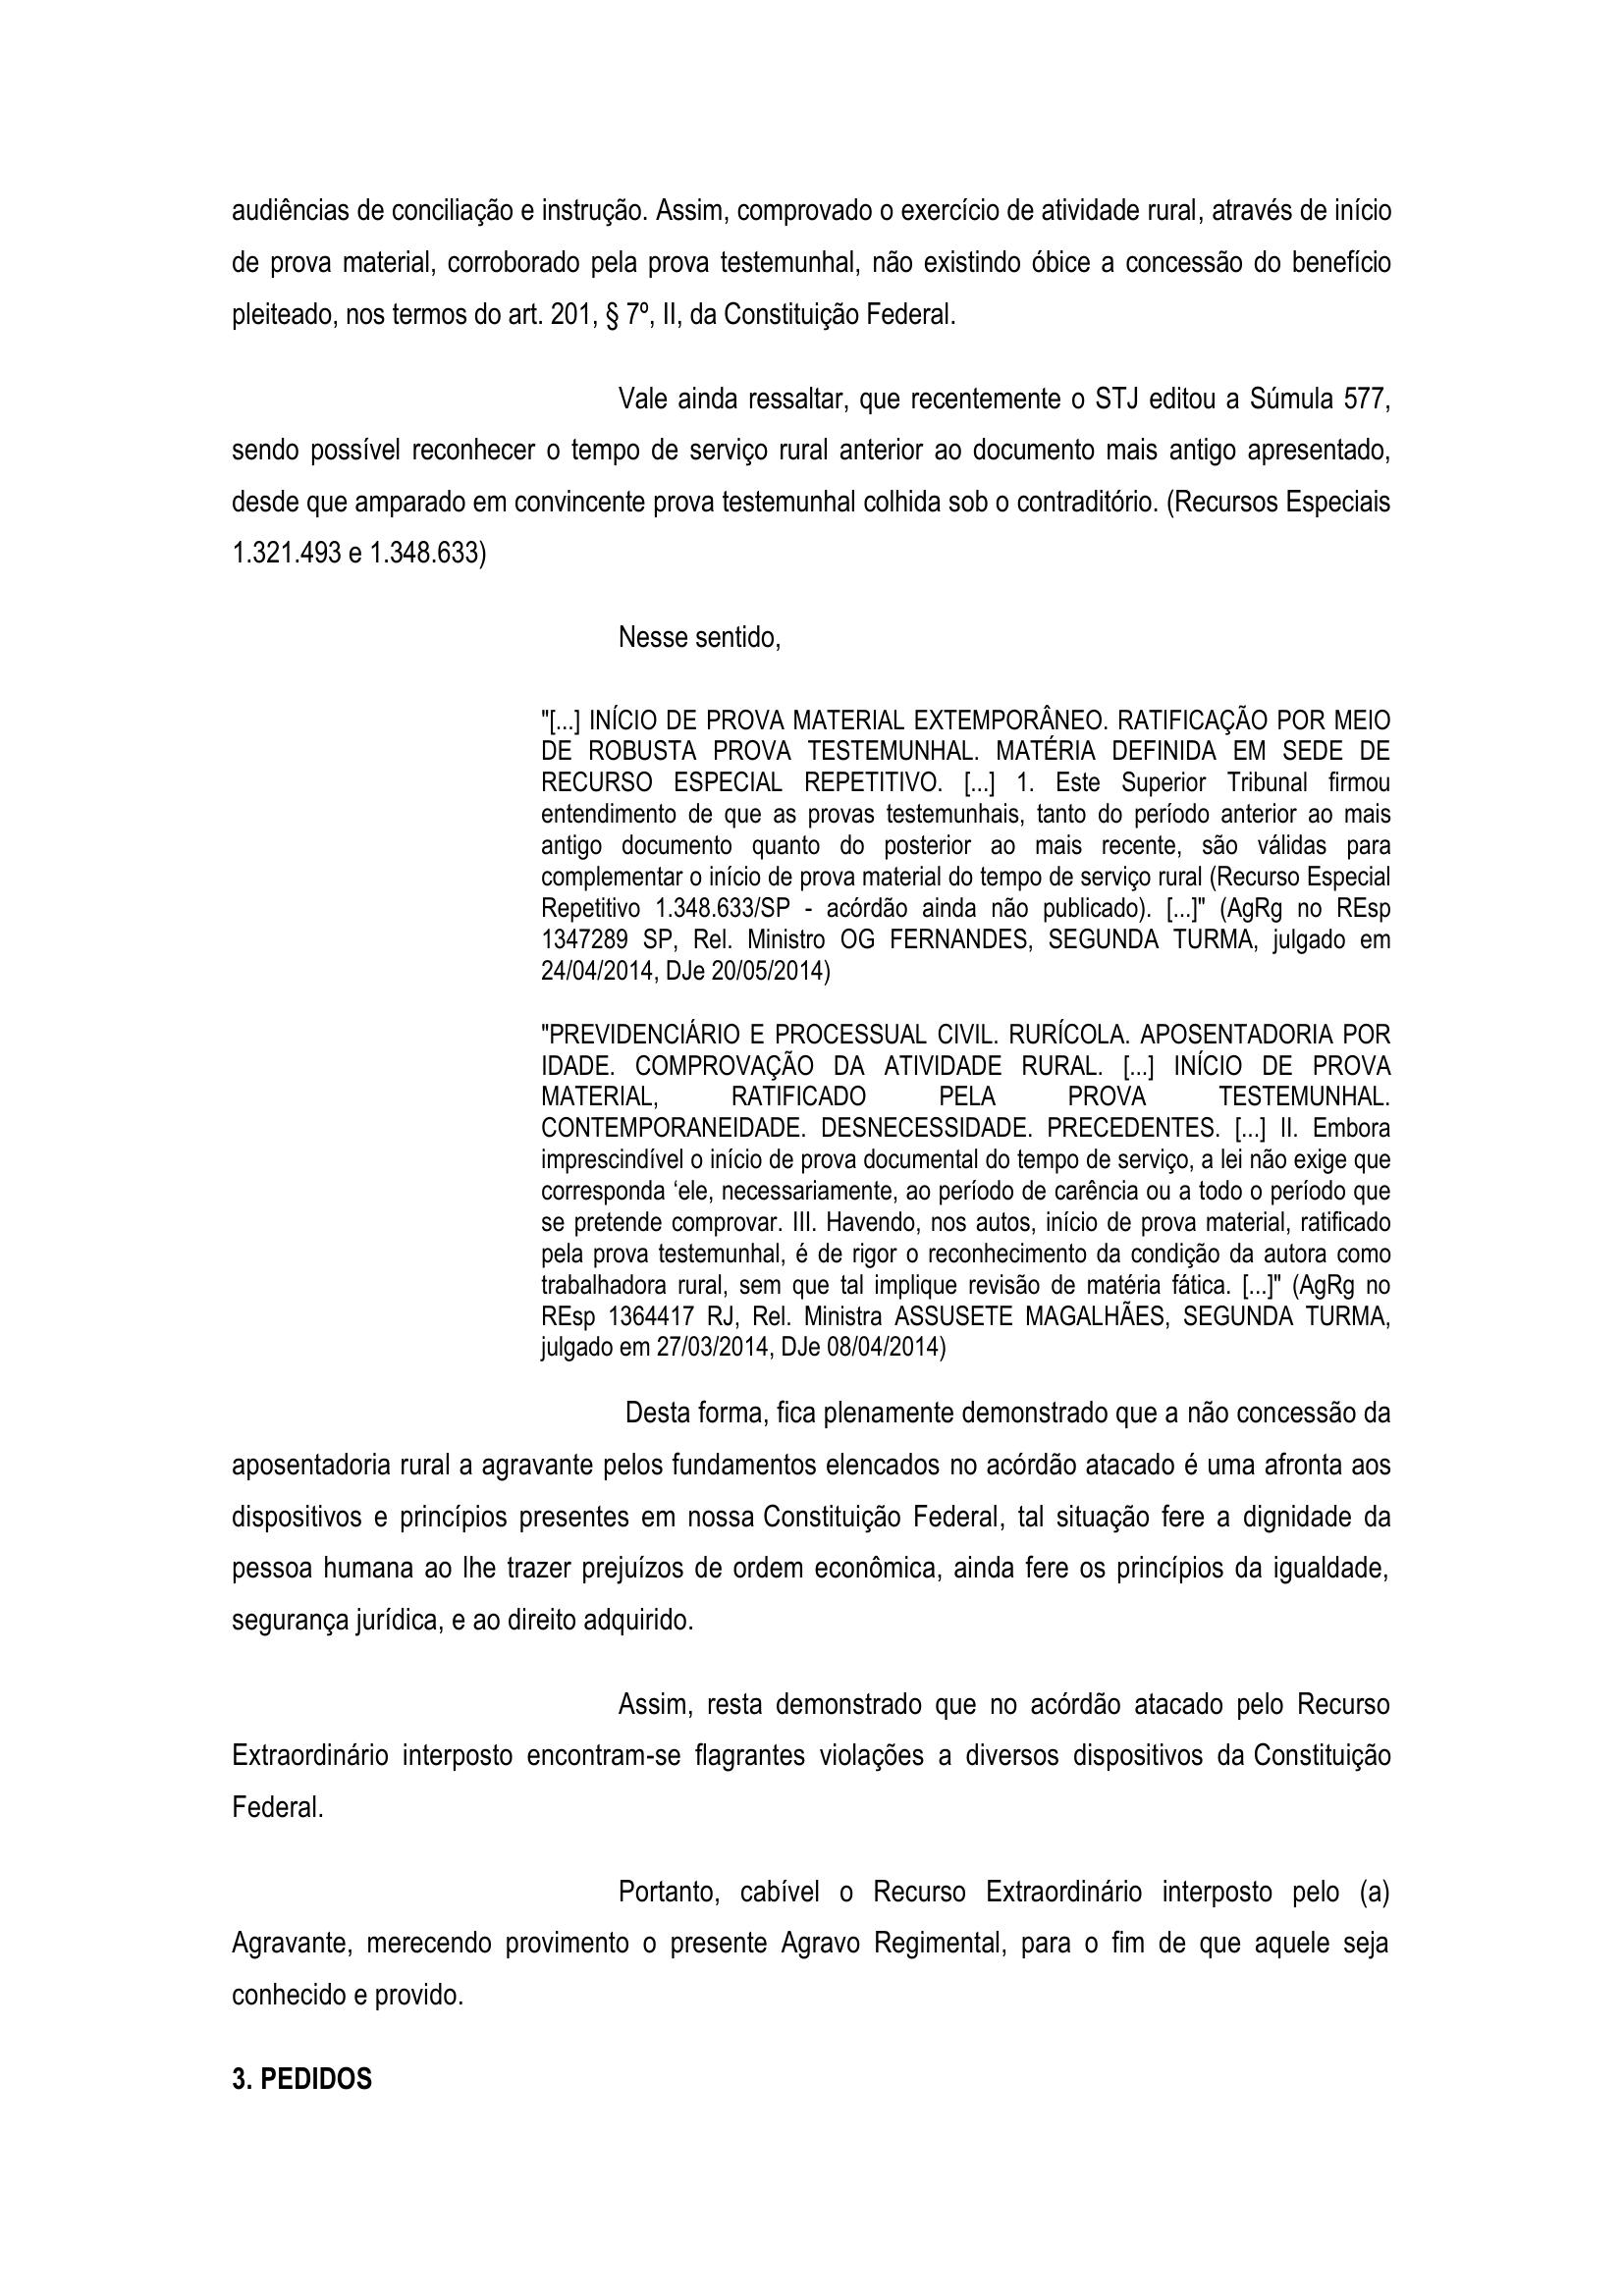 audiências de conciliação e instrução. Assim, comprovado o exercício de atividade rural, através de início
de prova material, corroborado pela prova testemunhal, não existindo óbice a concessão do benefício
pleiteado, nos termos do art. 201, § 7º, II, da Constituição Federal.
Vale ainda ressaltar, que recentemente o STJ editou a Súmula 577,
sendo possível reconhecer o tempo de serviço rural anterior ao documento mais antigo apresentado,
desde que amparado em convincente prova testemunhal colhida sob o contraditório. (Recursos Especiais
1.321.493 e 1.348.633)
Nesse sentido,
"[...] INÍCIO DE PROVA MATERIAL EXTEMPORÂNEO. RATIFICAÇÃO POR MEIO
DE ROBUSTA PROVA TESTEMUNHAL. MATÉRIA DEFINIDA EM SEDE DE
RECURSO ESPECIAL REPETITIVO. [...] 1. Este Superior Tribunal firmou
entendimento de que as provas testemunhais, tanto do período anterior ao mais
antigo documento quanto do posterior ao mais recente, são válidas para
complementar o início de prova material do tempo de serviço rural (Recurso Especial
Repetitivo 1.348.633/SP - acórdão ainda não publicado). [...]" (AgRg no REsp
1347289 SP, Rel. Ministro OG FERNANDES, SEGUNDA TURMA, julgado em
24/04/2014, DJe 20/05/2014)
"PREVIDENCIÁRIO E PROCESSUAL CIVIL. RURÍCOLA. APOSENTADORIA POR
IDADE. COMPROVAÇÃO DA ATIVIDADE RURAL. [...] INÍCIO DE PROVA
MATERIAL, RATIFICADO PELA PROVA TESTEMUNHAL.
CONTEMPORANEIDADE. DESNECESSIDADE. PRECEDENTES. [...] II. Embora
imprescindível o início de prova documental do tempo de serviço, a lei não exige que
corresponda ‘ele, necessariamente, ao período de carência ou a todo o período que
se pretende comprovar. III. Havendo, nos autos, início de prova material, ratificado
pela prova testemunhal, é de rigor o reconhecimento da condição da autora como
trabalhadora rural, sem que tal implique revisão de matéria fática. [...]" (AgRg no
REsp 1364417 RJ, Rel. Ministra ASSUSETE MAGALHÃES, SEGUNDA TURMA,
julgado em 27/03/2014, DJe 08/04/2014)
Desta forma, fica plenamente demonstrado que a não concessão da
aposentadoria rural a agravante pelos fundamentos elencados no acórdão atacado é uma afronta aos
dispositivos e princípios presentes em nossa Constituição Federal, tal situação fere a dignidade da
pessoa humana ao lhe trazer prejuízos de ordem econômica, ainda fere os princípios da igualdade,
segurança jurídica, e ao direito adquirido.
Assim, resta demonstrado que no acórdão atacado pelo Recurso
Extraordinário interposto encontram-se flagrantes violações a diversos dispositivos da Constituição
Federal.
Portanto, cabível o Recurso Extraordinário interposto pelo (a)
Agravante, merecendo provimento o presente Agravo Regimental, para o fim de que aquele seja
conhecido e provido.
3. PEDIDOS